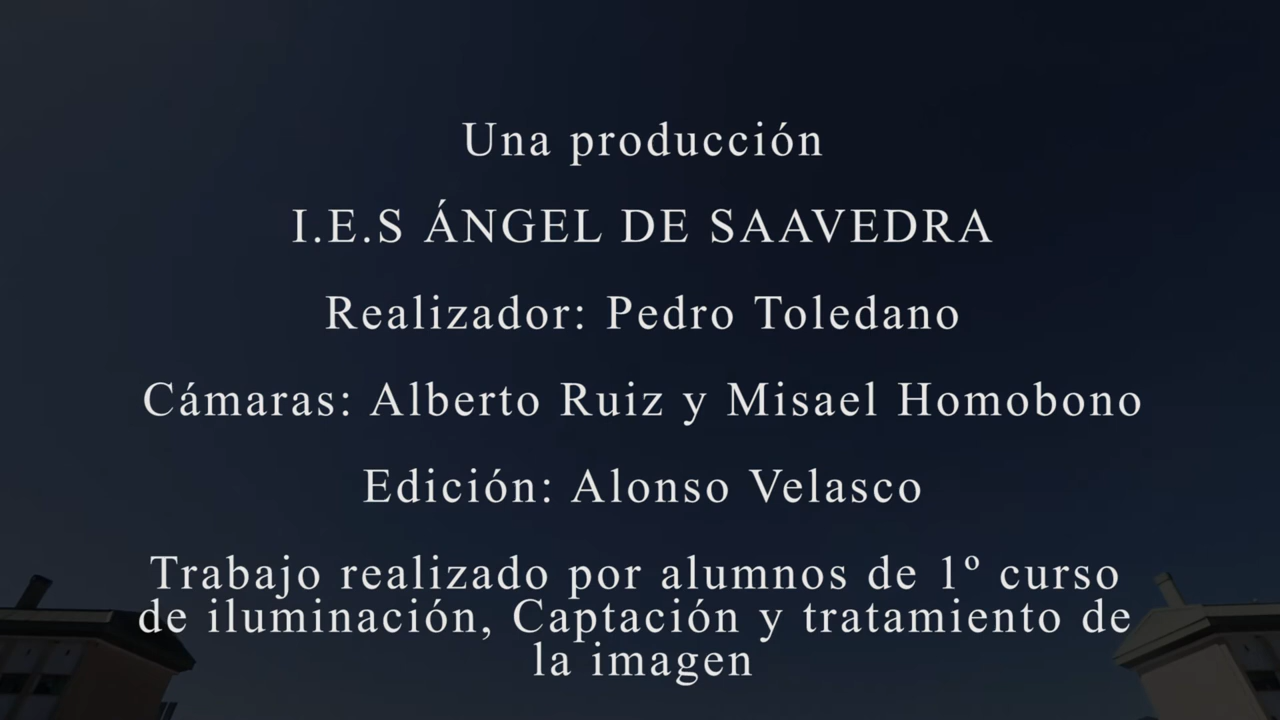 Una producción
I.E.S ÁNGEL DE SAAVEDRA
Realizador: Pedro Toledano
Cámaras: Alberto Ruiz y Misael Homobono
Edición: Alonso Velasco
Trabajo realizado por alumnos de 1º curso
de iluminación, Captación y tratamiento de
la imagen